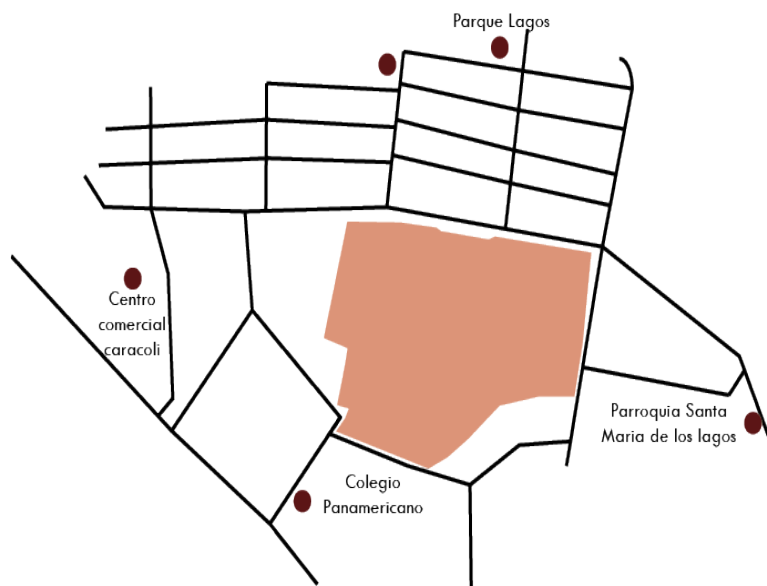 Parque Lagos
Centro
comercial
caracoli
Parroquia Santa
Maria de los lagos
Colegio
Panamericano